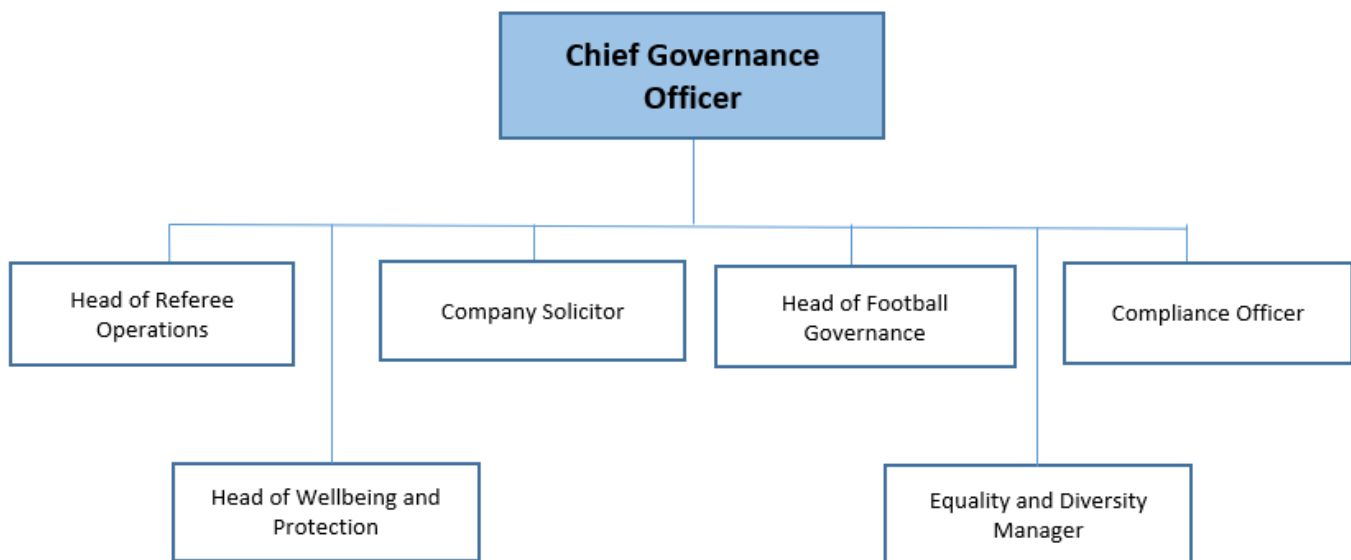 Chief Governance
Officer
Head of Referee
Operations
Company Solicitor
Head of Football
Governance
Compliance Officer
Head of Wellbeing and
Protection
Equality and Diversity
Manager